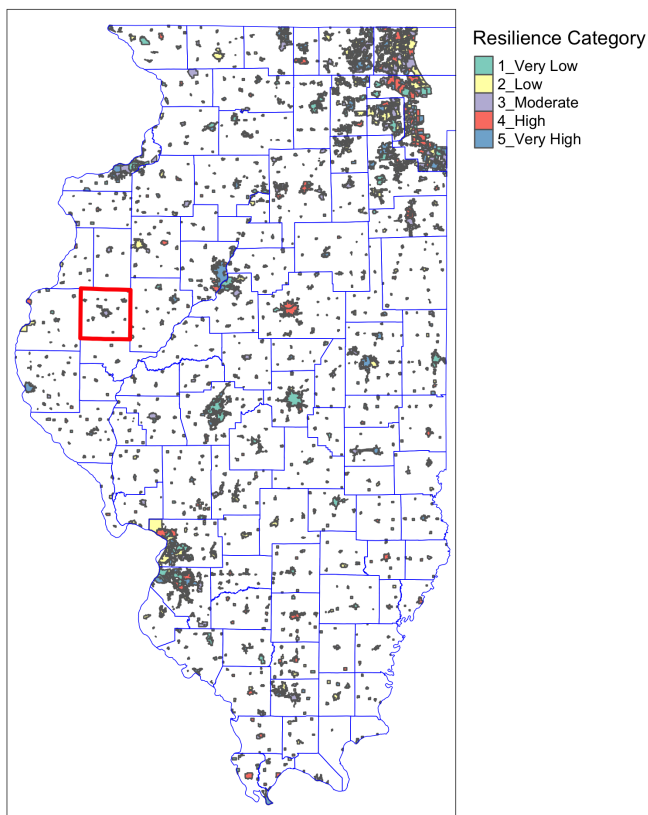 Resilience Category
1_Very Low
2_Low
3_Moderate
4_High
5_Very High